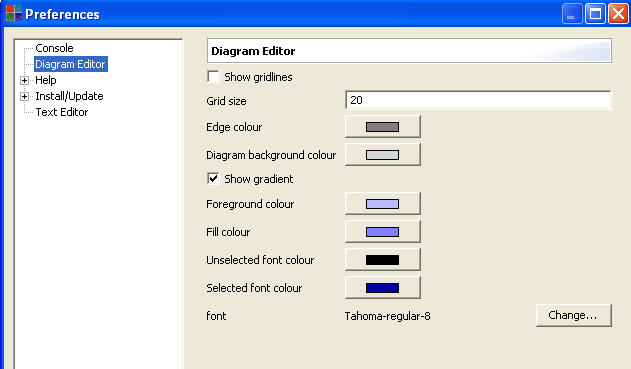 Preferences
Console
Diagram Editor
Help
Install/Update
Text Editor
Diagram Editor
Show gridlines
Grid size 20
Edge colour
Diagram background colour
Show gradient
Foreground colour
Fill colour
Unselected font colour
Selected font colour
font Tahoma-regular-8 Change...